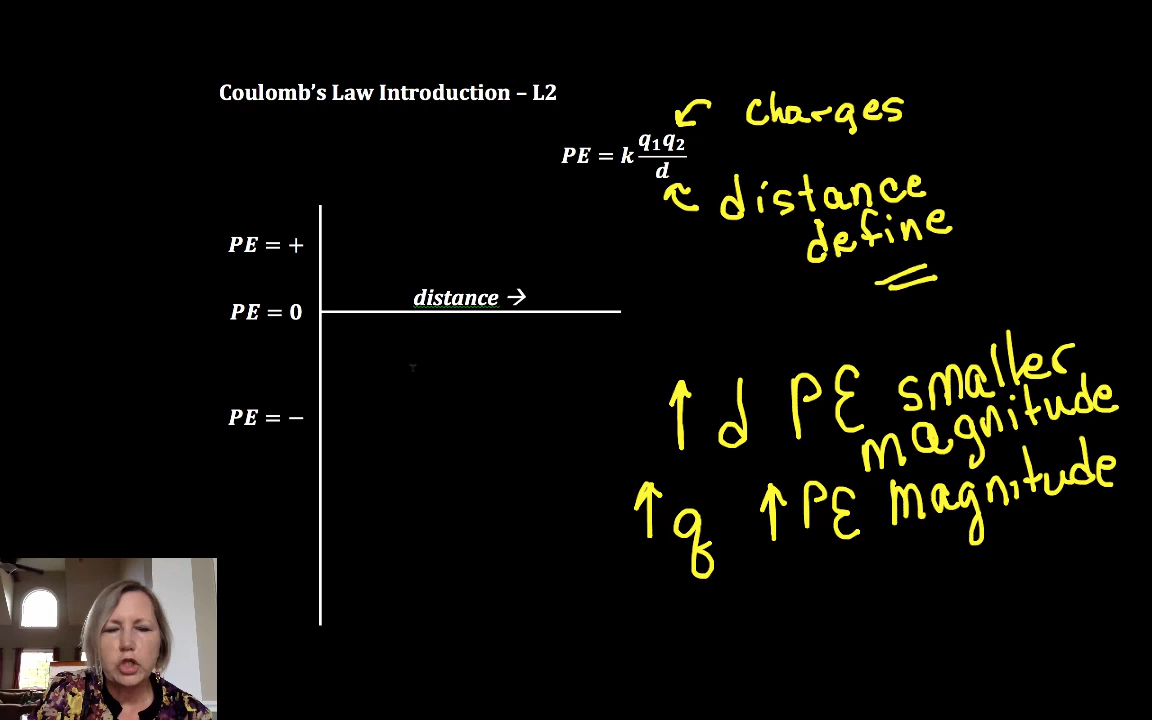 Coulomb's Law Introduction – L2
charges
PE = k q₁q₂/d
distance
define
PE = +
distance →
PE = 0
↑ d PE smaller
magnitude
PE = −
↑ q ↑ PE magnitude